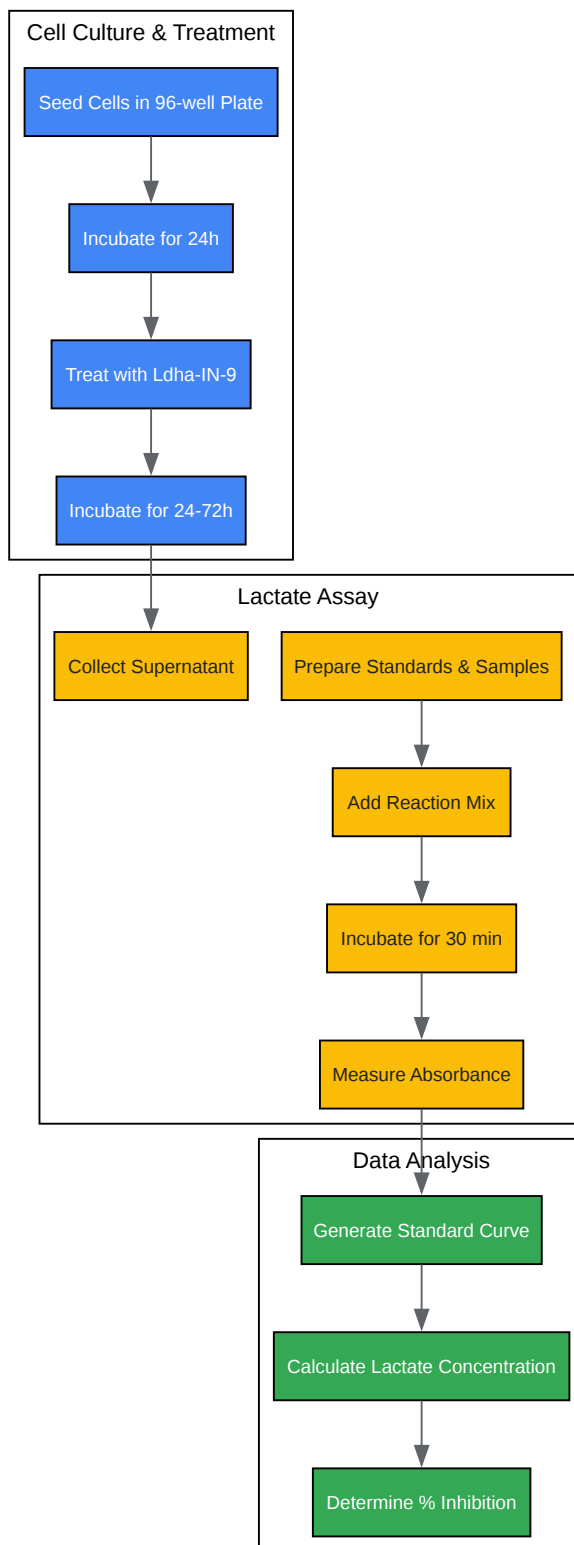 Cell Culture & Treatment
Seed Cells in 96-well Plate
Incubate for 24h
Treat with Ldha-IN-9
Incubate for 24-72h
Lactate Assay
Collect Supernatant
Prepare Standards & Samples
Add Reaction Mix
Incubate for 30 min
Measure Absorbance
Data Analysis
Generate Standard Curve
Calculate Lactate Concentration
Determine % Inhibition